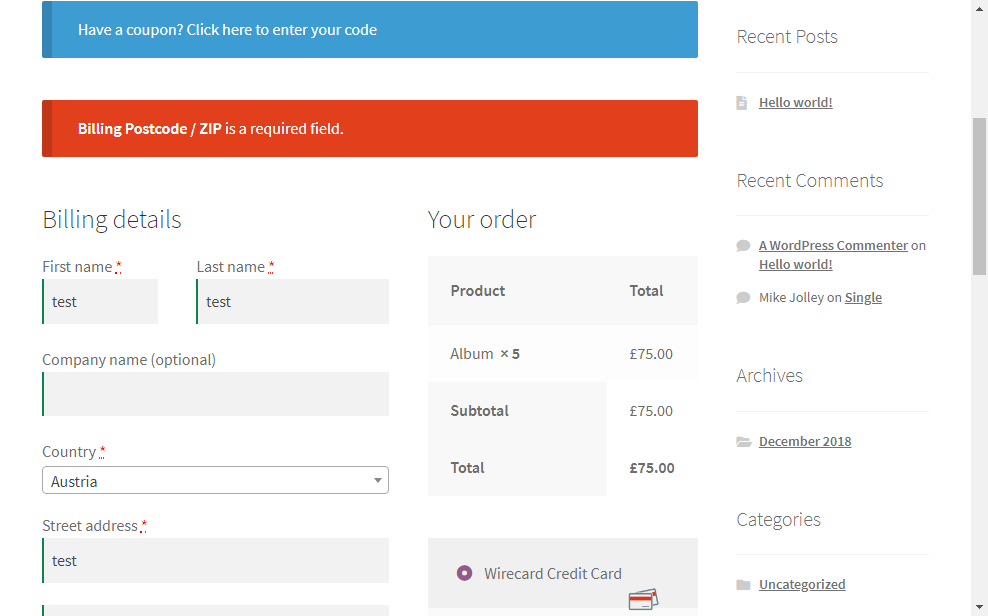 Have a coupon? Click here to enter your code
Billing Postcode / ZIP is a required field.
Billing details
First name *
Last name *
test
test
Company name (optional)
Country *
Austria
Street address *
test
Your order
Product Total
Album × 5 £75.00
Subtotal £75.00
Total £75.00
Wirecard Credit Card
Recent Posts
Hello world!
Recent Comments
A WordPress Commenter on
Hello world!
Mike Jolley on Single
Archives
December 2018
Categories
Uncategorized